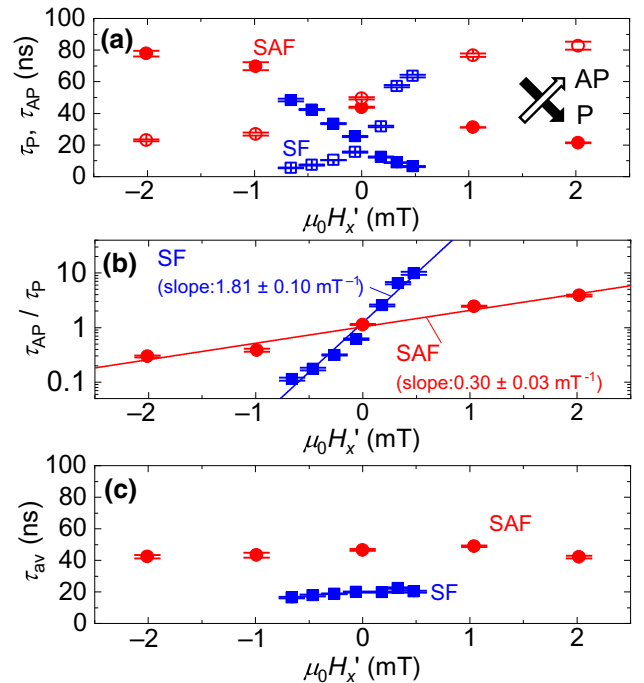 (a)
τP, τAP (ns)
100
80
60
40
20
0
SAF
SF
AP
P
−2 −1 0 1 2
μ0Hx' (mT)
(b)
τAP / τP
10
1
0.1
SF
(slope:1.81 ± 0.10 mT−1)
SAF
(slope:0.30 ± 0.03 mT−1)
−2 −1 0 1 2
μ0Hx' (mT)
(c)
τav (ns)
100
80
60
40
20
0
SAF
SF
−2 −1 0 1 2
μ0Hx' (mT)